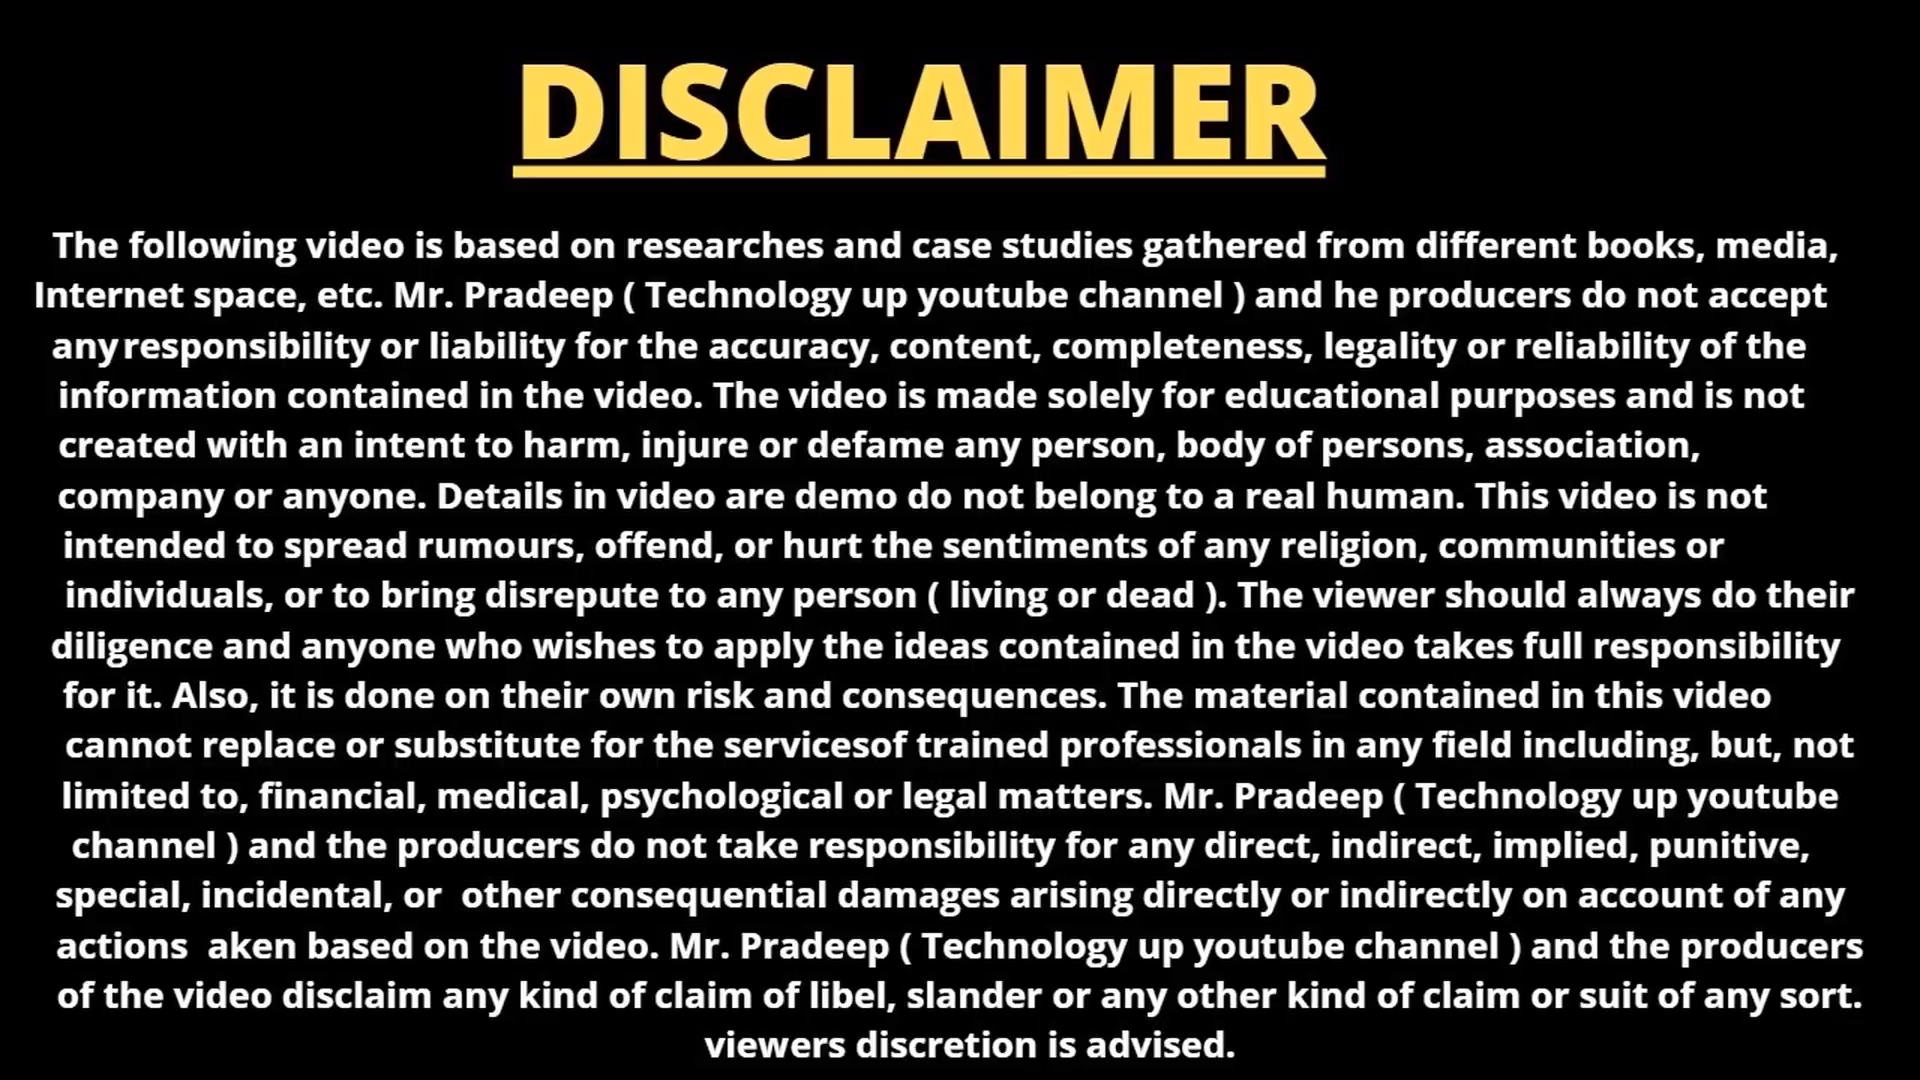 DISCLAIMER
The following video is based on researches and case studies gathered from different books, media,
Internet space, etc. Mr. Pradeep ( Technology up youtube channel ) and he producers do not accept
any responsibility or liability for the accuracy, content, completeness, legality or reliability of the
information contained in the video. The video is made solely for educational purposes and is not
created with an intent to harm, injure or defame any person, body of persons, association,
company or anyone. Details in video are demo do not belong to a real human. This video is not
intended to spread rumours, offend, or hurt the sentiments of any religion, communities or
individuals, or to bring disrepute to any person ( living or dead ). The viewer should always do their
diligence and anyone who wishes to apply the ideas contained in the video takes full responsibility
for it. Also, it is done on their own risk and consequences. The material contained in this video
cannot replace or substitute for the servicesof trained professionals in any field including, but, not
limited to, financial, medical, psychological or legal matters. Mr. Pradeep ( Technology up youtube
channel ) and the producers do not take responsibility for any direct, indirect, implied, punitive,
special, incidental, or other consequential damages arising directly or indirectly on account of any
actions aken based on the video. Mr. Pradeep ( Technology up youtube channel ) and the producers
of the video disclaim any kind of claim of libel, slander or any other kind of claim or suit of any sort.
viewers discretion is advised.